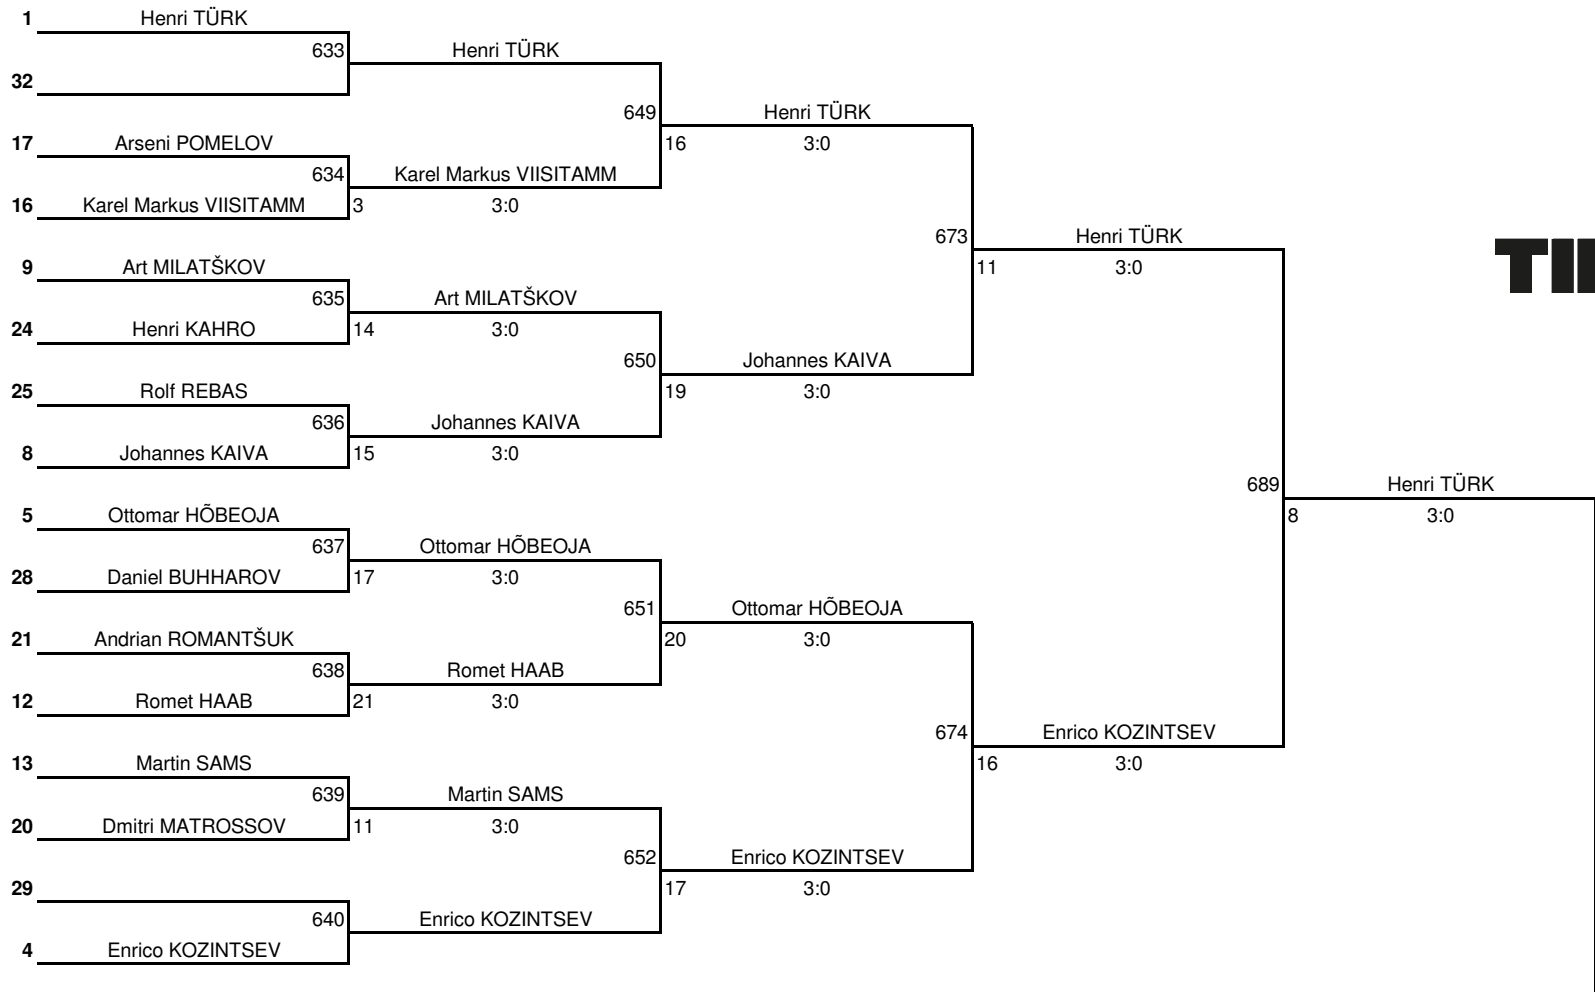 1 Henri TÜRK
633 Henri TÜRK
32
649 Henri TÜRK
17 Arseni POMELOV 16 3:0
634 Karel Markus VIISITAMM
16 Karel Markus VIISITAMM 3 3:0
673 Henri TÜRK
9 Art MILATŠKOV 11 3:0
635 Art MILATŠKOV
24 Henri KAHRO 14 3:0
650 Johannes KAIVA
25 Rolf REBAS 19 3:0
636 Johannes KAIVA
8 Johannes KAIVA 15 3:0
689 Henri TÜRK
5 Ottomar HÕBEOJA 8 3:0
637 Ottomar HÕBEOJA
28 Daniel BUHHAROV 17 3:0
651 Ottomar HÕBEOJA
21 Andrian ROMANTŠUK 20 3:0
638 Romet HAAB
12 Romet HAAB 21 3:0
674 Enrico KOZINTSEV
13 Martin SAMS 16 3:0
639 Martin SAMS
20 Dmitri MATROSSOV 11 3:0
652 Enrico KOZINTSEV
29 17 3:0
640 Enrico KOZINTSEV
4 Enrico KOZINTSEV